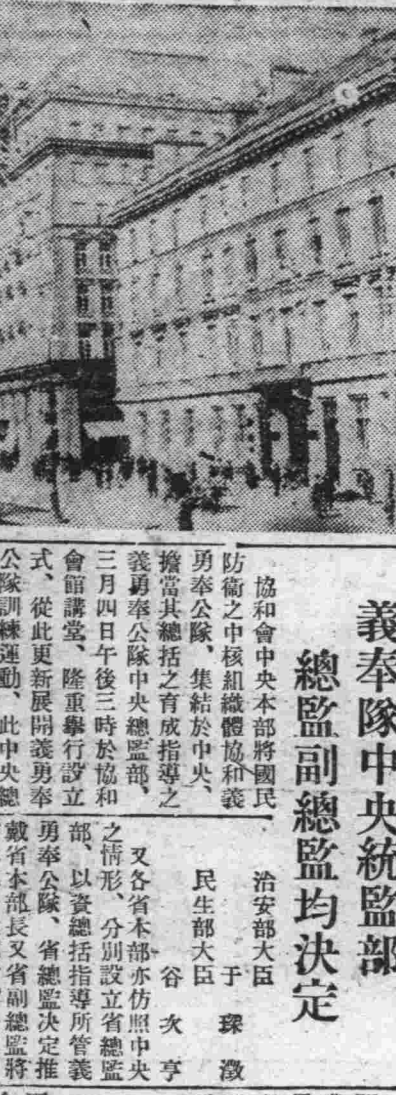 義奉隊中央統監部
總監副總監均決定
協和會中央本部將國民
防衞之中核組織體協和義
勇奉公隊、集結於中央、
擔當其總括之育成指導之
義勇奉公隊中央總監部、
三月四日午後三時於協和
會館講堂、隆重舉行設立
式、從此更新展開義勇奉
公隊訓練運動、此中央總
治安部大臣
于琛澂
民生部大臣
谷次亨
又各省本部亦仿照中央
之情形、分別設立省總監
部、以資總括指導所管義
勇奉公隊、省總監決定推
戴省本部長又省副總監將